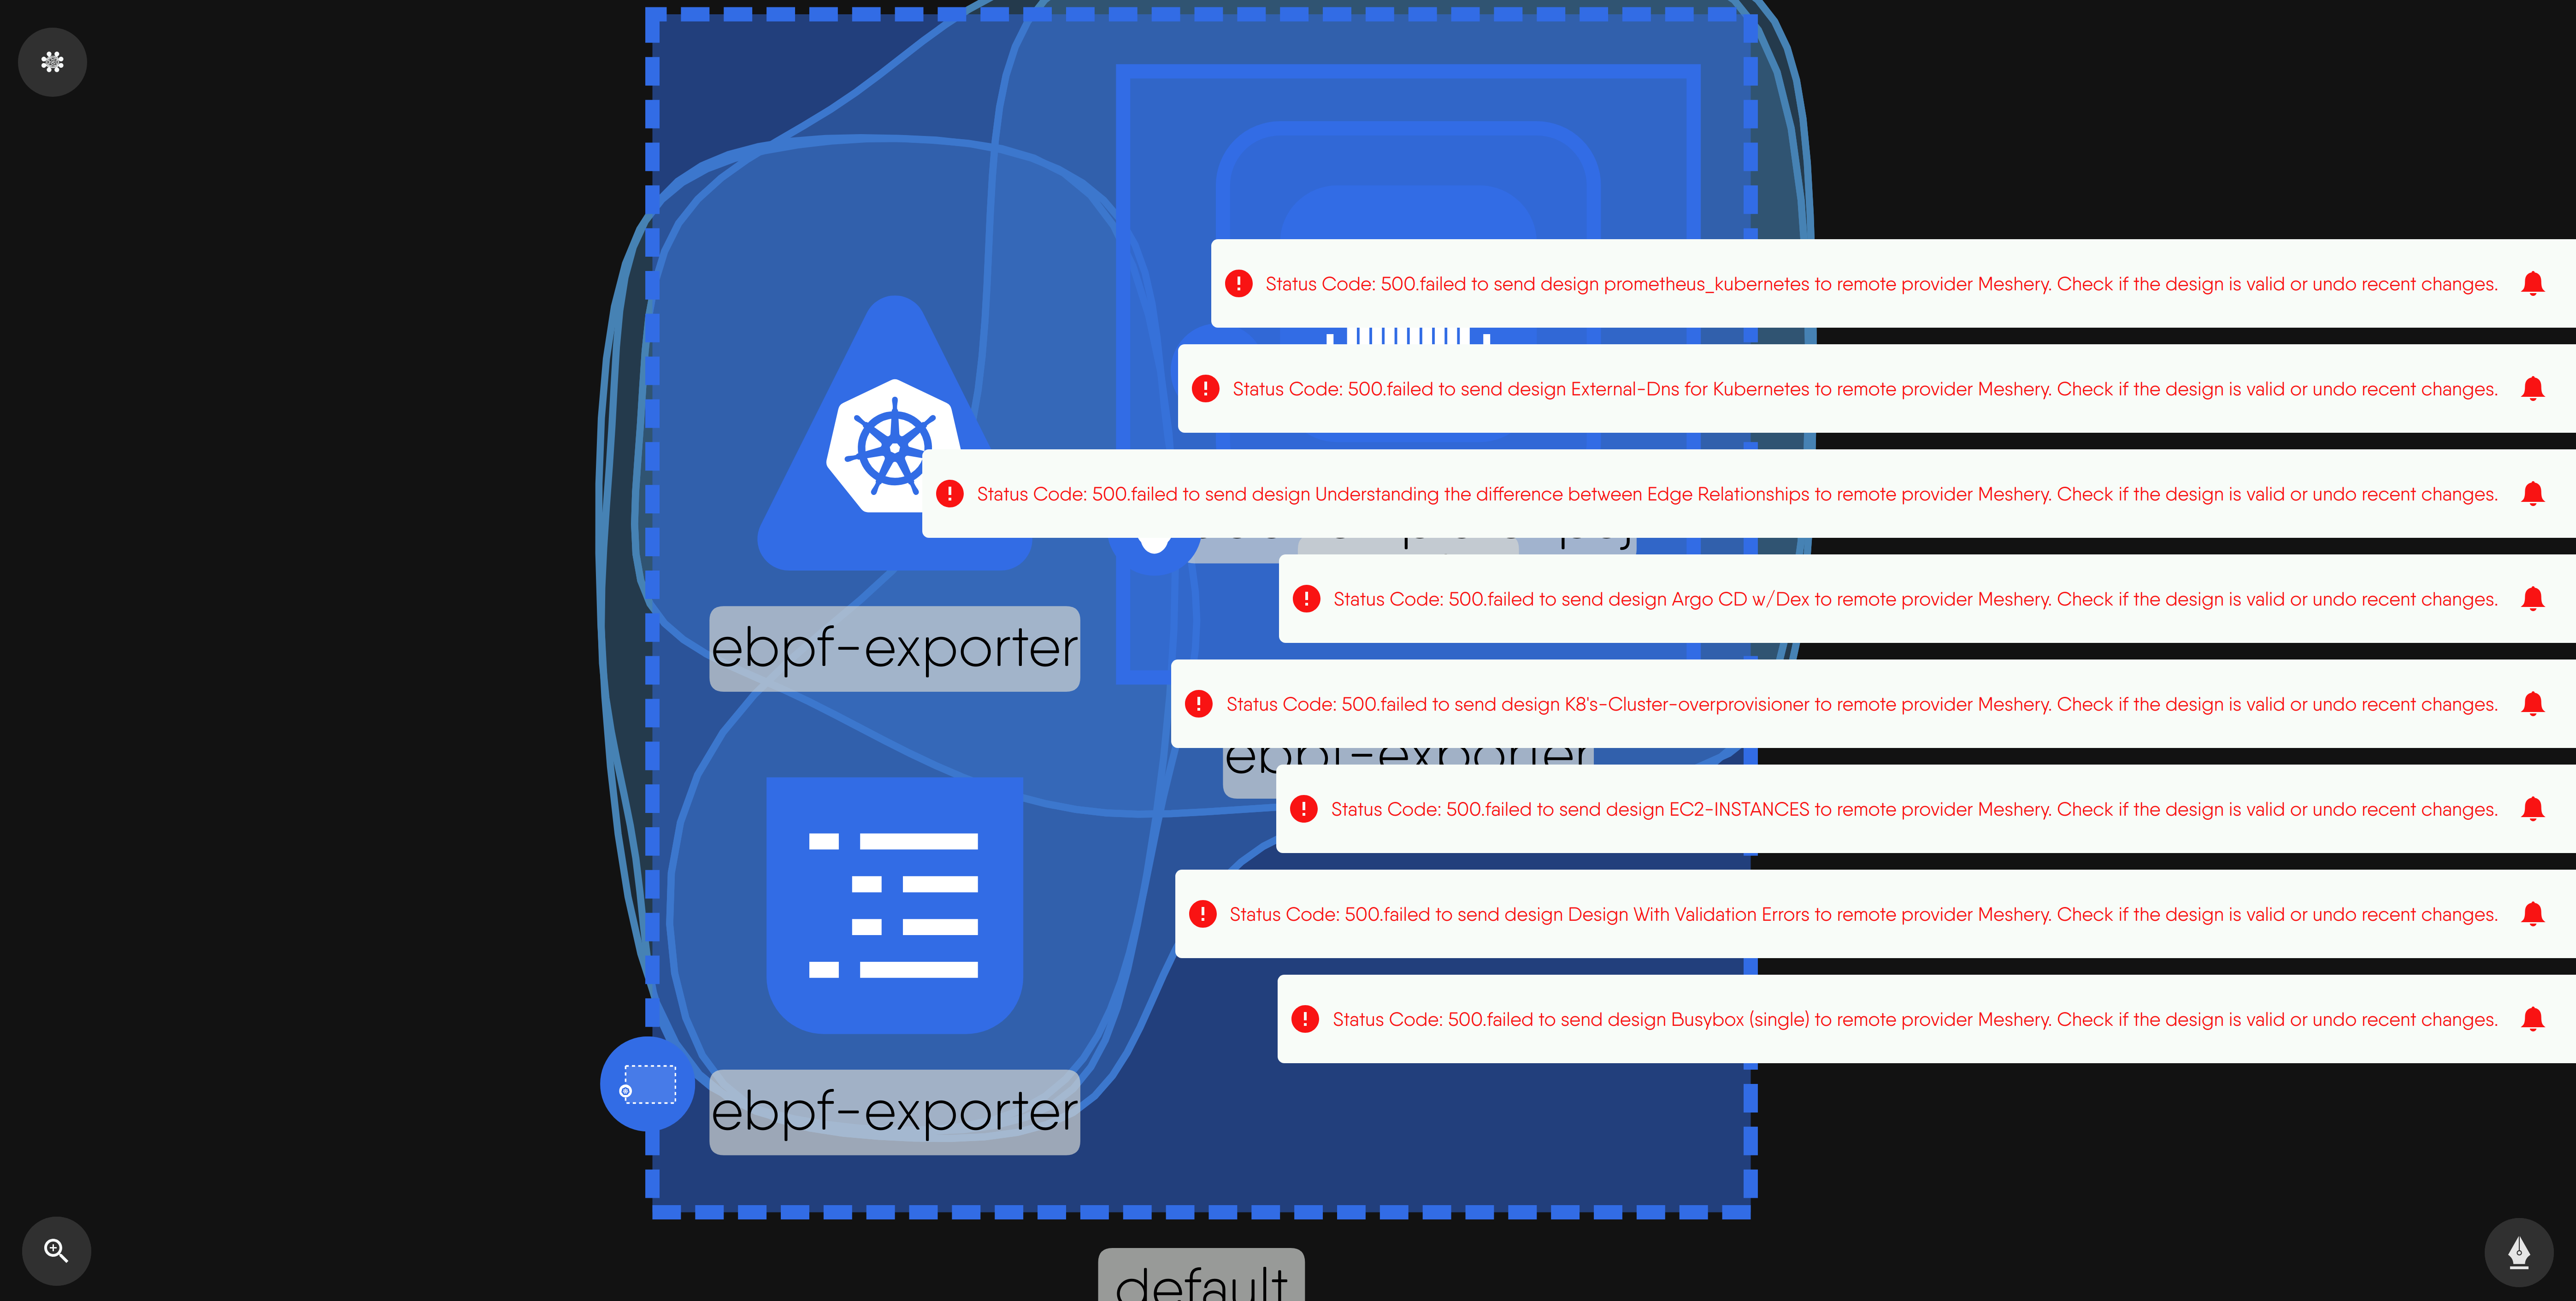 Status Code: 500.failed to send design prometheus_kubernetes to remote provider Meshery. Check if the design is valid or undo recent changes.
Status Code: 500.failed to send design External-Dns for Kubernetes to remote provider Meshery. Check if the design is valid or undo recent changes.
Status Code: 500.failed to send design Understanding the difference between Edge Relationships to remote provider Meshery. Check if the design is valid or undo recent changes.
Status Code: 500.failed to send design Argo CD w/Dex to remote provider Meshery. Check if the design is valid or undo recent changes.
ebpf-exporter
Status Code: 500.failed to send design K8's-Cluster-overprovisioner to remote provider Meshery. Check if the design is valid or undo recent changes.
ebpf-exporter
Status Code: 500.failed to send design EC2-INSTANCES to remote provider Meshery. Check if the design is valid or undo recent changes.
Status Code: 500.failed to send design Design With Validation Errors to remote provider Meshery. Check if the design is valid or undo recent changes.
Status Code: 500.failed to send design Busybox (single) to remote provider Meshery. Check if the design is valid or undo recent changes.
ebpf-exporter
default